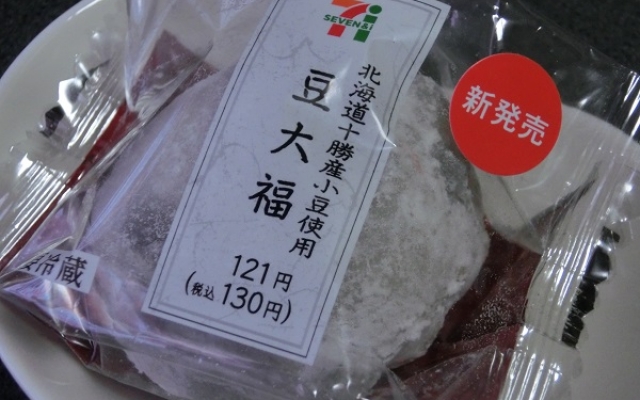 SEVEN&i
北海道十勝産小豆使用
豆大福
121円
(税込130円)
新発売
冷蔵